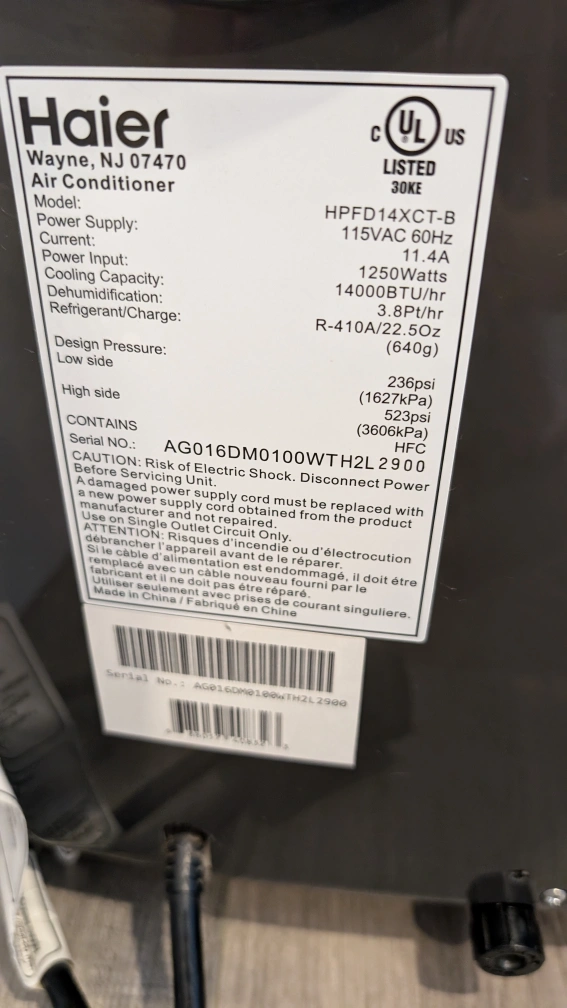 Haier
Wayne, NJ 07470
Air Conditioner
C UL US
LISTED
30KE
Model: HPFD14XCT-B
Power Supply: 115VAC 60Hz
Current: 11.4A
Power Input: 1250Watts
Cooling Capacity: 14000BTU/hr
Dehumidification: 3.8Pt/hr
Refrigerant/Charge: R-410A/22.5Oz
(640g)
Design Pressure:
Low side 236psi
(1627kPa)
High side 523psi
(3606kPa)
CONTAINS HFC
Serial NO.: AG016DM0100WTH2L2900
CAUTION: Risk of Electric Shock. Disconnect Power
Before Servicing Unit.
A damaged power supply cord must be replaced with
a new power supply cord obtained from the product
manufacturer and not repaired.
Use on Single Outlet Circuit Only.
ATTENTION: Risques d'incendie ou d'électrocution
débrancher l'appareil avant de le réparer.
Si le câble d'alimentation est endommagé, il doit être
remplacé avec un câble nouveau fourni par le
fabricant et il ne doit pas être réparé.
Utiliser seulement avec prises de courant singuliere.
Made in China / Fabriqué en Chine
Serial No.: AG016DM0100WTH2L2900